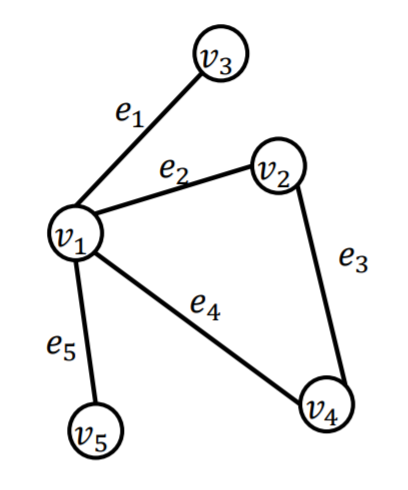 v₃
e₁
e₂
v₂
v₁
e₃
e₄
e₅
v₄
v₅